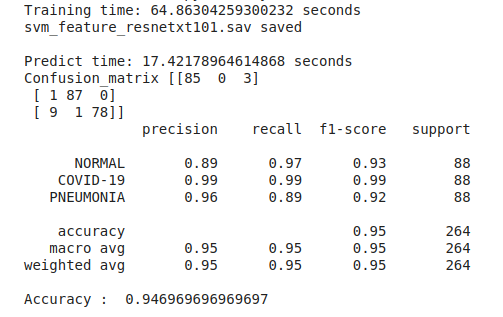 Training time: 64.86304259300232 seconds
svm_feature_resnetxt101.sav saved
Predict time: 17.42178964614868 seconds
Confusion_matrix [[85 0 3]
[ 1 87 0]
[ 9 1 78]]
precision recall f1-score support
NORMAL 0.89 0.97 0.93 88
COVID-19 0.99 0.99 0.99 88
PNEUMONIA 0.96 0.89 0.92 88
accuracy 0.95 264
macro avg 0.95 0.95 0.95 264
weighted avg 0.95 0.95 0.95 264
Accuracy : 0.946969696969697